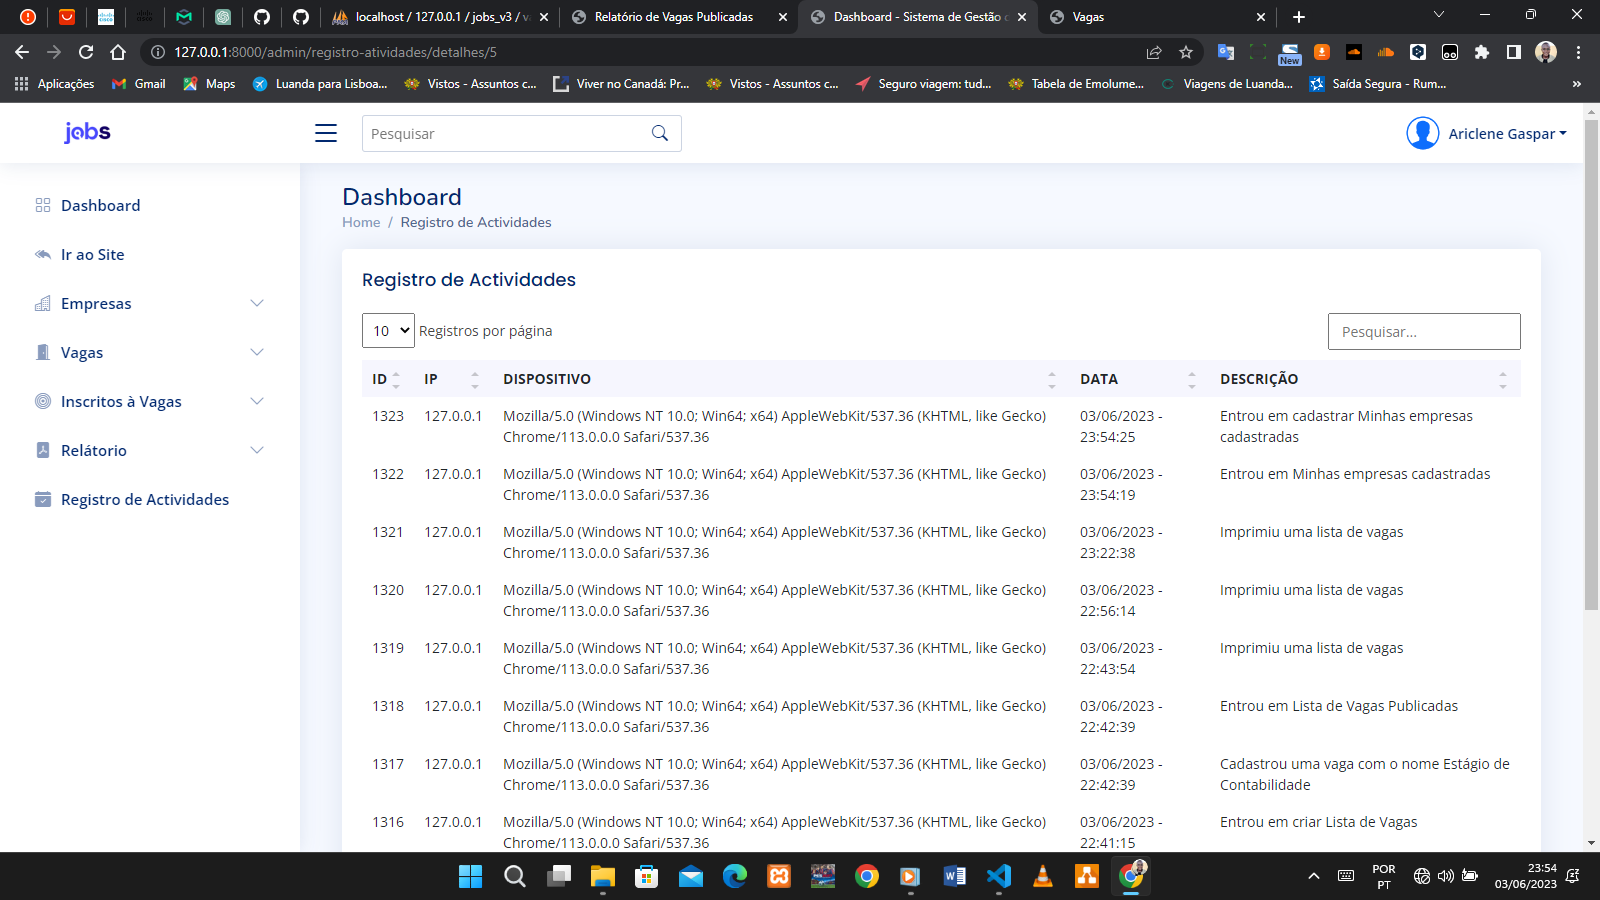 localhost / 127.0.0.1 / jobs_v3 / v
Relatório de Vagas Publicadas
Dashboard - Sistema de Gestão
Vagas
127.0.0.1:8000/admin/registro-atividades/detalhes/5
New
Aplicações
Gmail
Maps
Luanda para Lisboa...
Vistos - Assuntos c...
Viver no Canadá: Pr...
Vistos - Assuntos c...
Seguro viagem: tud...
Tabela de Emolume...
Viagens de Luanda...
Saída Segura - Rum...
»
jobs
Pesquisar
Ariclene Gaspar
Dashboard
Ir ao Site
Empresas
Vagas
Inscritos à Vagas
Relátorio
Registro de Actividades
Dashboard
Home / Registro de Actividades
Registro de Actividades
10 Registros por página
Pesquisar...
ID IP DISPOSITIVO DATA DESCRIÇÃO
1323 127.0.0.1 Mozilla/5.0 (Windows NT 10.0; Win64; x64) AppleWebKit/537.36 (KHTML, like Gecko) 03/06/2023 - Entrou em cadastrar Minhas empresas
Chrome/113.0.0.0 Safari/537.36 23:54:25 cadastradas
1322 127.0.0.1 Mozilla/5.0 (Windows NT 10.0; Win64; x64) AppleWebKit/537.36 (KHTML, like Gecko) 03/06/2023 - Entrou em Minhas empresas cadastradas
Chrome/113.0.0.0 Safari/537.36 23:54:19
1321 127.0.0.1 Mozilla/5.0 (Windows NT 10.0; Win64; x64) AppleWebKit/537.36 (KHTML, like Gecko) 03/06/2023 - Imprimiu uma lista de vagas
Chrome/113.0.0.0 Safari/537.36 23:22:38
1320 127.0.0.1 Mozilla/5.0 (Windows NT 10.0; Win64; x64) AppleWebKit/537.36 (KHTML, like Gecko) 03/06/2023 - Imprimiu uma lista de vagas
Chrome/113.0.0.0 Safari/537.36 22:56:14
1319 127.0.0.1 Mozilla/5.0 (Windows NT 10.0; Win64; x64) AppleWebKit/537.36 (KHTML, like Gecko) 03/06/2023 - Imprimiu uma lista de vagas
Chrome/113.0.0.0 Safari/537.36 22:43:54
1318 127.0.0.1 Mozilla/5.0 (Windows NT 10.0; Win64; x64) AppleWebKit/537.36 (KHTML, like Gecko) 03/06/2023 - Entrou em Lista de Vagas Publicadas
Chrome/113.0.0.0 Safari/537.36 22:42:39
1317 127.0.0.1 Mozilla/5.0 (Windows NT 10.0; Win64; x64) AppleWebKit/537.36 (KHTML, like Gecko) 03/06/2023 - Cadastrou uma vaga com o nome Estágio de
Chrome/113.0.0.0 Safari/537.36 22:42:39 Contabilidade
1316 127.0.0.1 Mozilla/5.0 (Windows NT 10.0; Win64; x64) AppleWebKit/537.36 (KHTML, like Gecko) 03/06/2023 - Entrou em criar Lista de Vagas
Chrome/113.0.0.0 Safari/537.36 22:41:15
POR
PT
23:54
03/06/2023